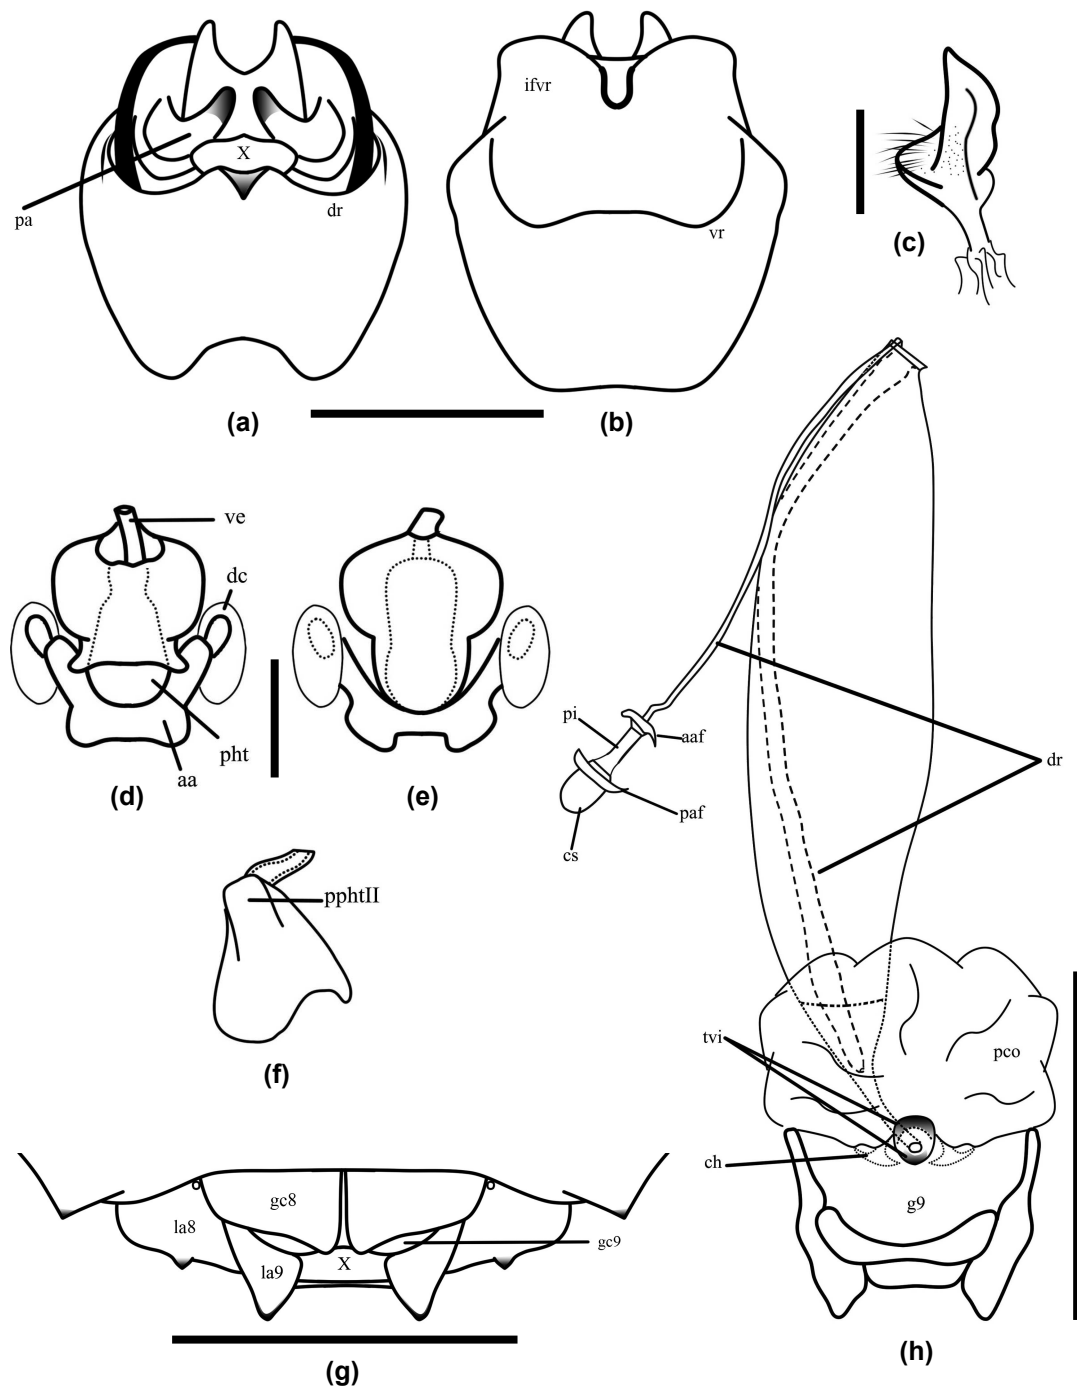 ifvr
X
pa
dr
vr
(c)
(a)
(b)
ve
dc
pht
aa
(d)
(e)
pi
aaf
paf
cs
dr
pphtII
(f)
tvi
pco
ch
g9
gc8
la8
gc9
la9
X
(g)
(h)